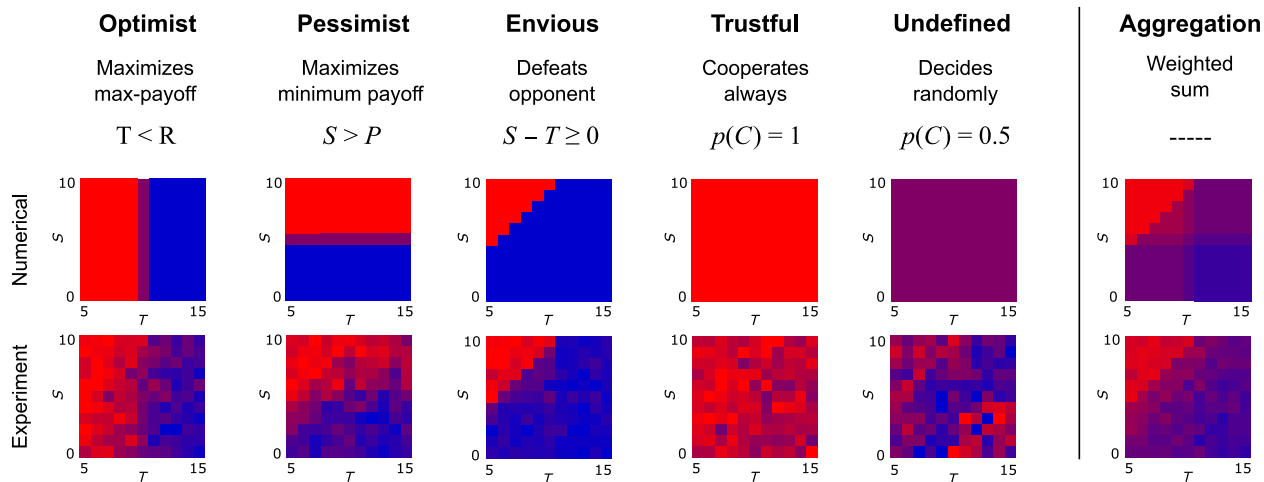 Optimist Pessimist Envious Trustful Undefined Aggregation
Maximizes Maximizes Defeats Cooperates Decides Weighted
max-payoff minimum payoff opponent always randomly sum
T < R S > P S – T ≥ 0 p(C) = 1 p(C) = 0.5 -----
Numerical
10 10 10 10 10 10
S S S S S S
0 0 0 0 0 0
5 15 5 15 5 15 5 15 5 15 5 15
T T T T T T
Experiment
10 10 10 10 10 10
S S S S S S
0 0 0 0 0 0
5 15 5 15 5 15 5 15 5 15 5 15
T T T T T T